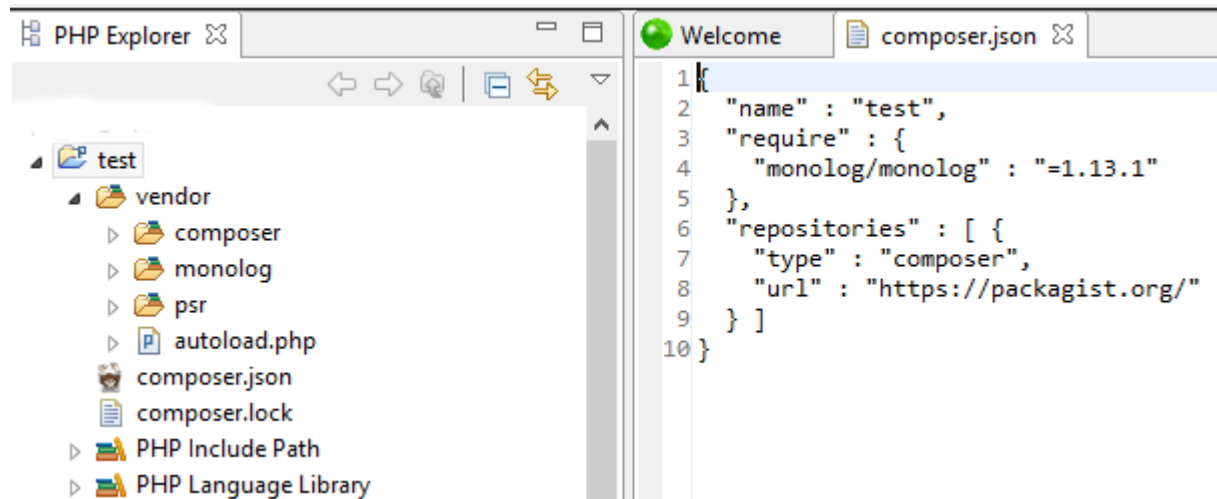 PHP Explorer
test
vendor
composer
monolog
psr
autoload.php
composer.json
composer.lock
PHP Include Path
PHP Language Library
Welcome
composer.json
1 {
2 "name" : "test",
3 "require" : {
4 "monolog/monolog" : "=1.13.1"
5 },
6 "repositories" : [ {
7 "type" : "composer",
8 "url" : "https://packagist.org/"
9 } ]
10 }